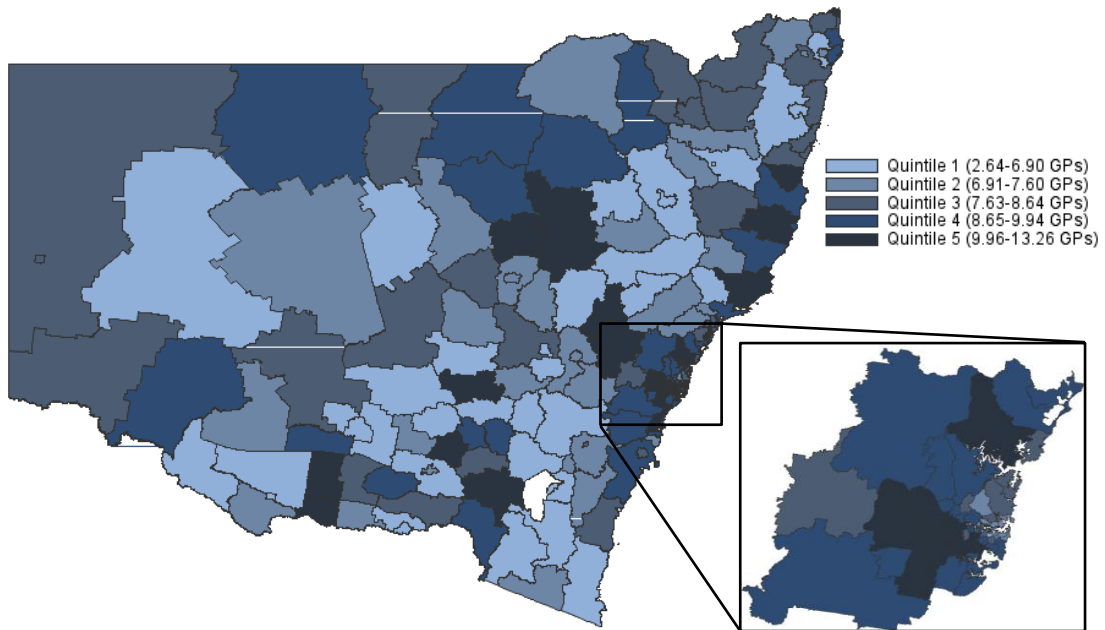 Quintile 1 (2.64-6.90 GPs)
Quintile 2 (6.91-7.60 GPs)
Quintile 3 (7.63-8.64 GPs)
Quintile 4 (8.65-9.94 GPs)
Quintile 5 (9.96-13.26 GPs)